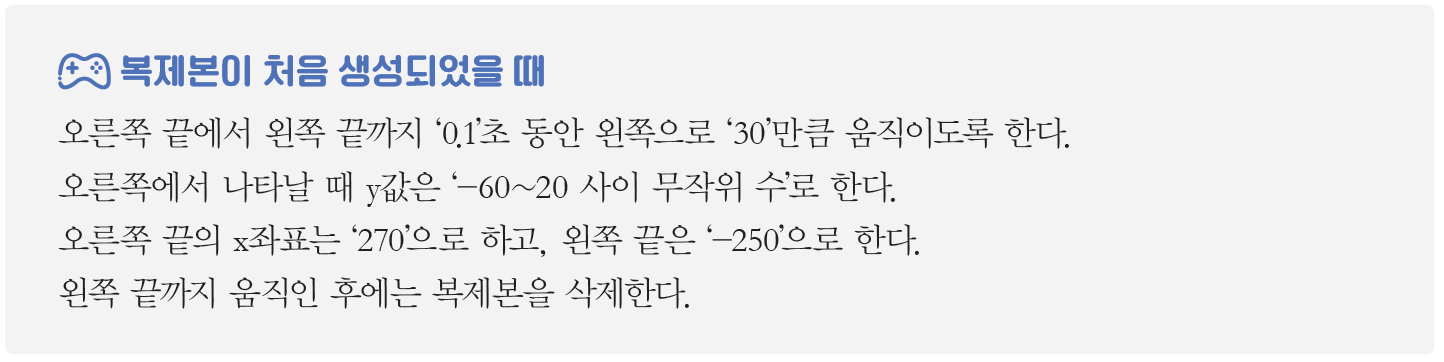 복제본이 처음 생성되었을 때
오른쪽 끝에서 왼쪽 끝까지 ‘0.1’초 동안 왼쪽으로 ‘30’만큼 움직이도록 한다.
오른쪽에서 나타날 때 y값은 ‘−60~20 사이 무작위 수’로 한다.
오른쪽 끝의 x좌표는 ‘270’으로 하고, 왼쪽 끝은 ‘−250’으로 한다.
왼쪽 끝까지 움직인 후에는 복제본을 삭제한다.